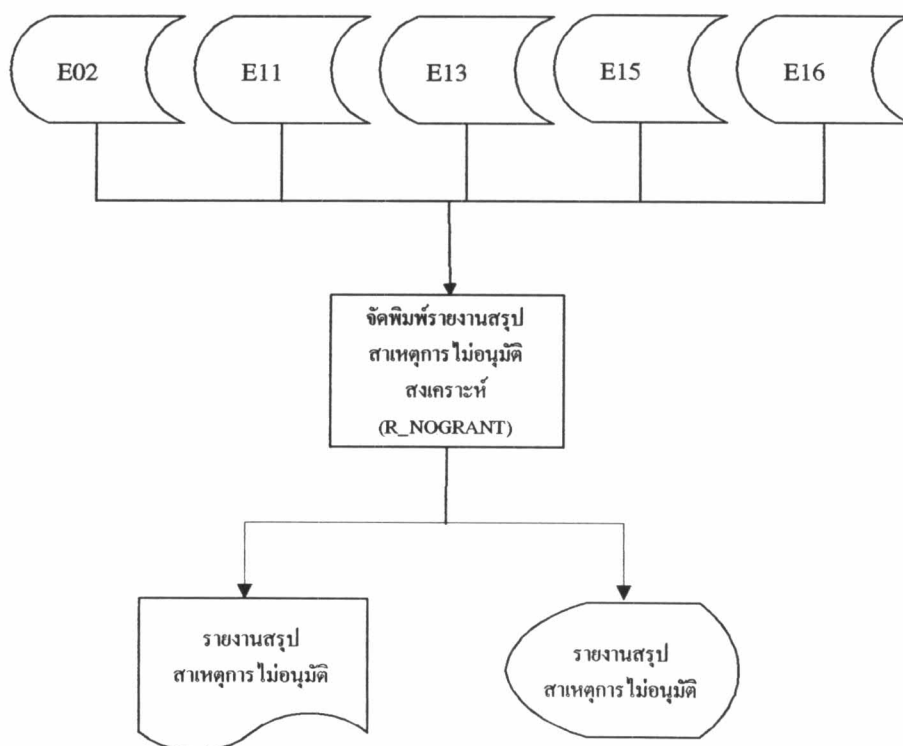 E02
E11
E13
E15
E16
จัดพิมพ์รายงานสรุป
สาเหตุการไม่อนุมัติ
สงเคราะห์
(R_NOGRANT)
รายงานสรุป
สาเหตุการไม่อนุมัติ
รายงานสรุป
สาเหตุการไม่อนุมัติ